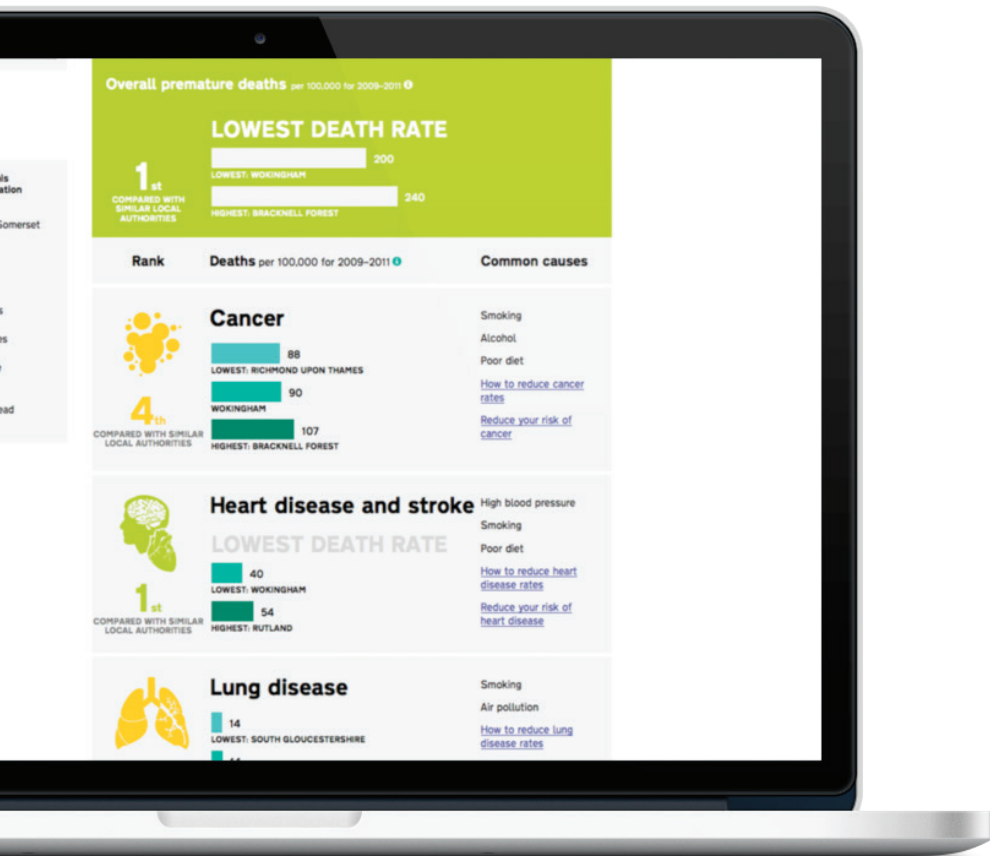 is
ation
Somerset
s
es
ead
Overall premature deaths per 100,000 for 2009-2011 i
LOWEST DEATH RATE
200
LOWEST: WOKINGHAM
240
HIGHEST: BRACKNELL FOREST
1st
COMPARED WITH
SIMILAR LOCAL
AUTHORITIES
Rank Deaths per 100,000 for 2009-2011 i Common causes
Cancer
88
LOWEST: RICHMOND UPON THAMES
90
WOKINGHAM
107
HIGHEST: BRACKNELL FOREST
4th
COMPARED WITH SIMILAR
LOCAL AUTHORITIES
Smoking
Alcohol
Poor diet
How to reduce cancer
rates
Reduce your risk of
cancer
Heart disease and stroke
LOWEST DEATH RATE
40
LOWEST: WOKINGHAM
54
HIGHEST: RUTLAND
1st
COMPARED WITH SIMILAR
LOCAL AUTHORITIES
High blood pressure
Smoking
Poor diet
How to reduce heart
disease rates
Reduce your risk of
heart disease
Lung disease
14
LOWEST: SOUTH GLOUCESTERSHIRE
Smoking
Air pollution
How to reduce lung
disease rates